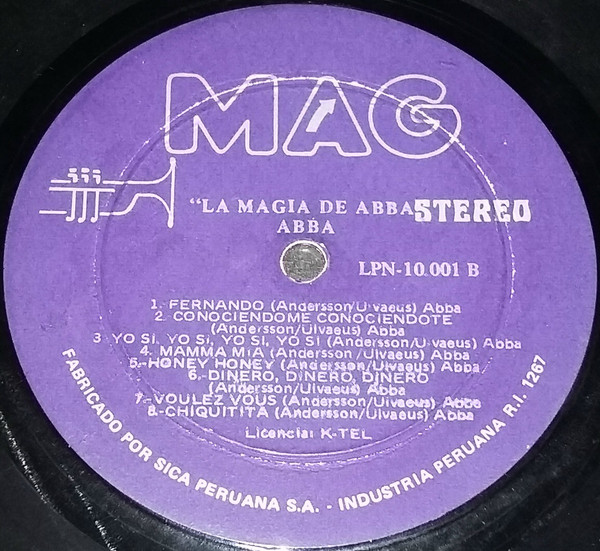 MAG
"LA MAGIA DE ABBA STEREO
ABBA
LPN-10.001 B
1. FERNANDO (Andersson/Ulvaeus) Abba
2. CONOCIENDOME CONOCIENDOTE
(Andersson/Ulvaeus) Abba
3. YO SI, YO SI, YO SI, YO SI (Andersson/Ulvaeus) Abba
4. MAMMA MIA (Andersson/Ulvaeus) Abba
5.-HONEY HONEY (Andersson/Ulvaeus) Abba
6.-DINERO, DINERO, DINERO
(Andersson/Ulvaeus) Abba
7.-VOULEZ VOUS (Andersson/Ulvaeus) Abba
8.-CHIQUITITA (Andersson/Ulvaeus) Abba
Licencia: K-TEL
FABRICADO POR SICA PERUANA S.A. - INDUSTRIA PERUANA R.I. 1267